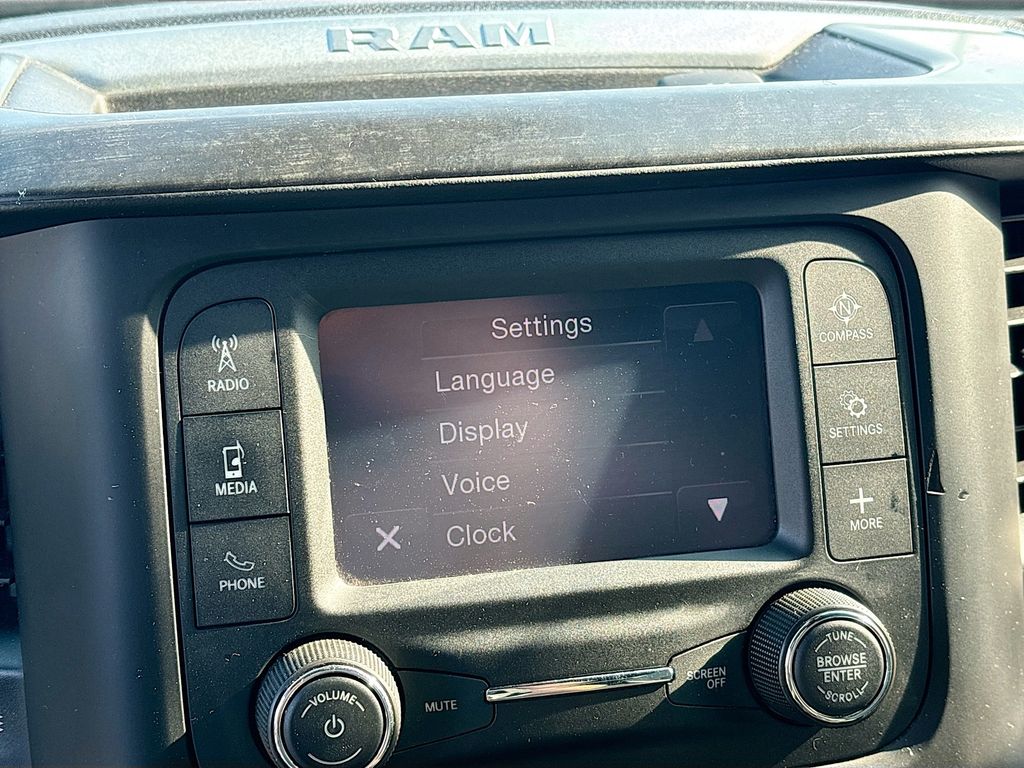 RAM
RADIO
MEDIA
PHONE
Settings
Language
Display
Voice
Clock
N
COMPASS
SETTINGS
MORE
VOLUME
MUTE
SCREEN
OFF
TUNE
BROWSE
ENTER
SCROLL